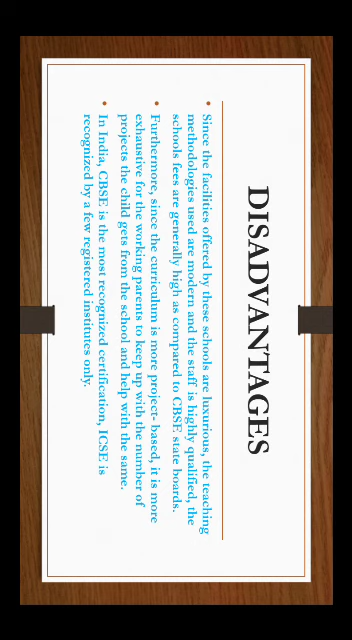 DISADVANTAGES
• Since the facilities offered by these schools are luxurious, the teaching
methodologies used are modern and the staff is highly qualified, the
schools fees are generally high as compared to CBSE state boards.
• Furthermore, since the curriculum is more project- based, it is more
exhaustive for the working parents to keep up with the number of
projects the child gets from the school and help with the same.
• In India, CBSE is the most recognized certification, ICSE is
recognized by a few registered institutes only.